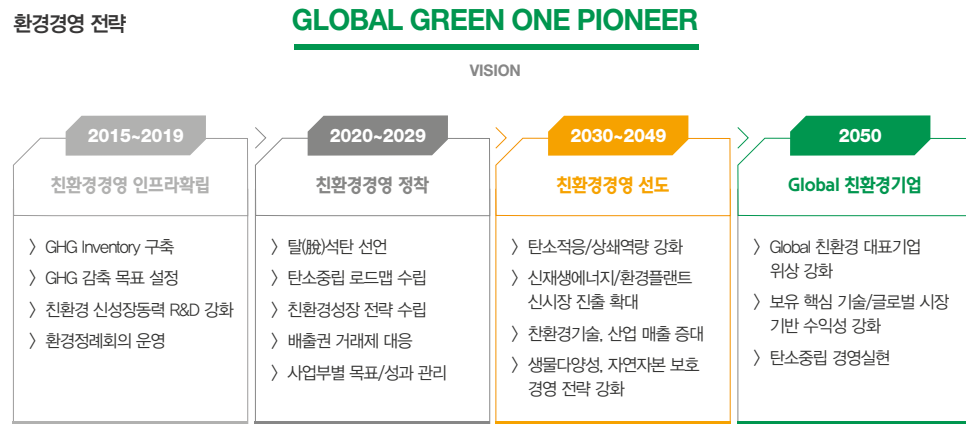 환경경영 전략
GLOBAL GREEN ONE PIONEER
VISION
2015~2019
친환경경영 인프라확립
〉 GHG Inventory 구축
〉 GHG 감축 목표 설정
〉 친환경 신성장동력 R&D 강화
〉 환경정례회의 운영
2020~2029
친환경경영 정착
〉 탈(脫)석탄 선언
〉 탄소중립 로드맵 수립
〉 친환경성장 전략 수립
〉 배출권 거래제 대응
〉 사업부별 목표/성과 관리
2030~2049
친환경경영 선도
〉 탄소적응/상쇄역량 강화
〉 신재생에너지/환경플랜트
신시장 진출 확대
〉 찬환경기술, 산업 매출 증대
〉 생물다양성, 자연자본 보호
경영 전략 강화
2050
Global 친환경기업
〉 Global 친환경 대표기업
위상 강화
〉 보유 핵심 기술/글로벌 시장
기반 수익성 강화
〉 탄소중립 경영실현